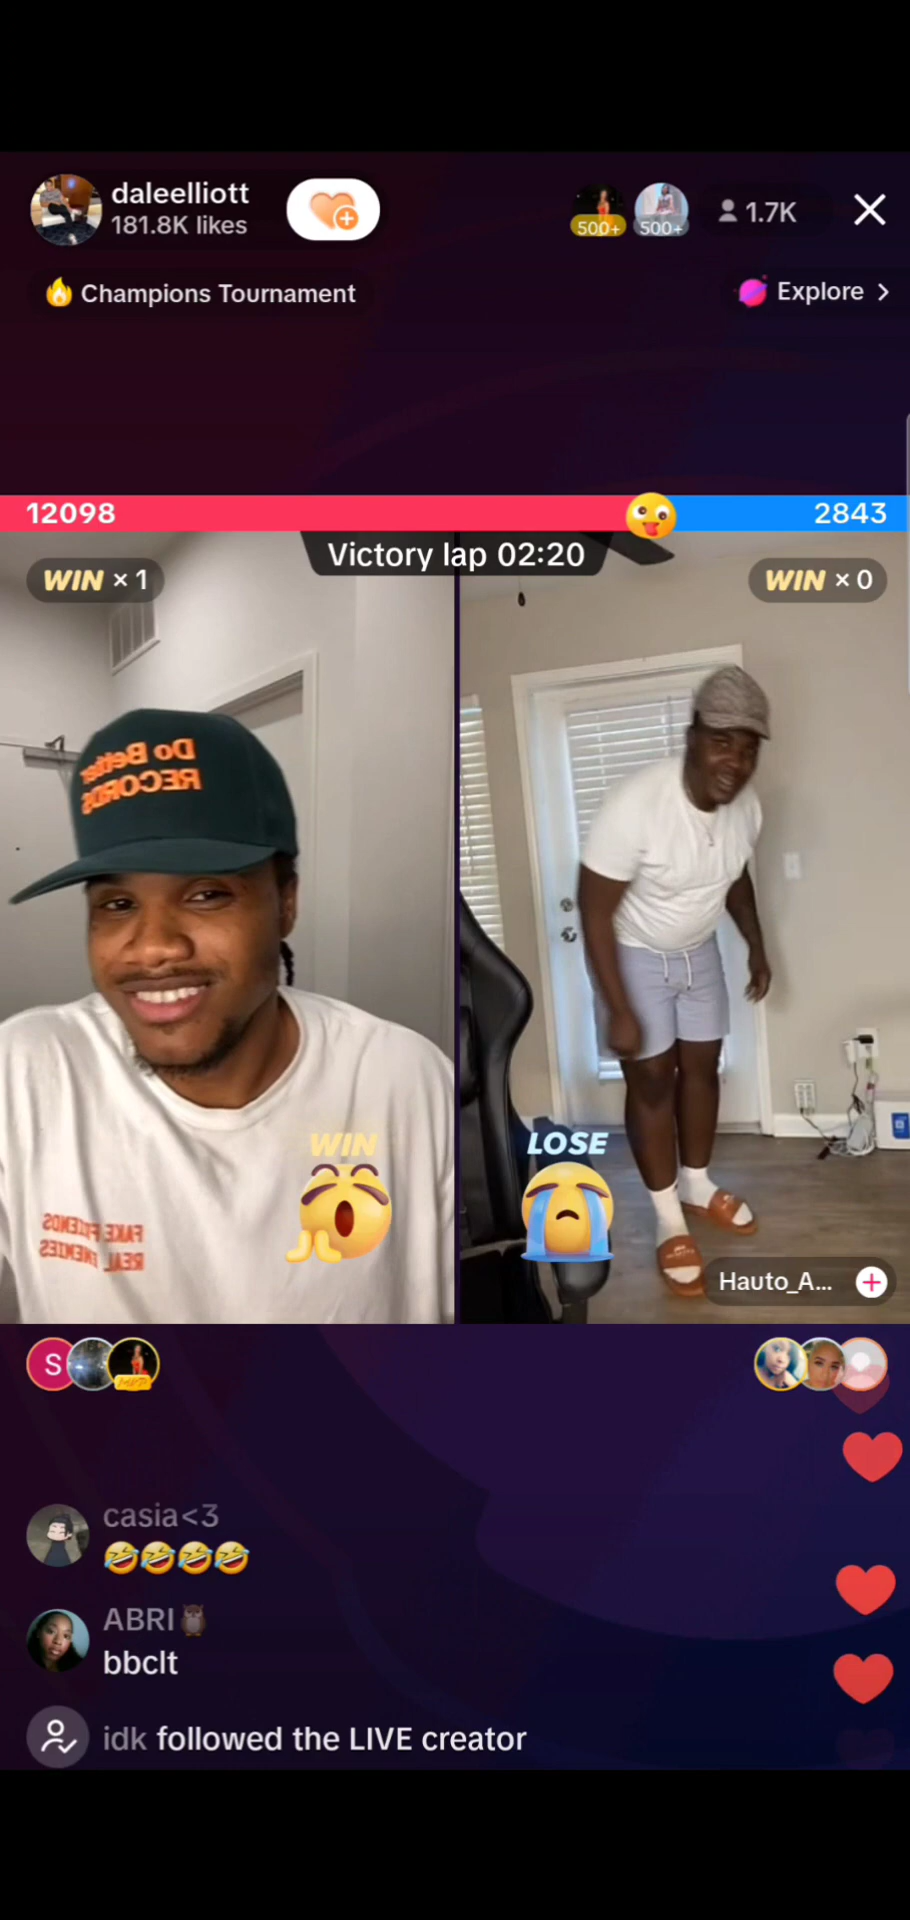 daleelliott
181.8K likes
500+
500+
1.7K
Champions Tournament
Explore >
12098
2843
Victory lap 02:20
WIN × 1
WIN × 0
Do Better
RECORDS
WIN
LOSE
FAKE FRIENDS
REAL ENEMIES
Hauto_A...
S
casia<3
🤣🤣🤣🤣
ABRI🦉
bbclt
idk followed the LIVE creator